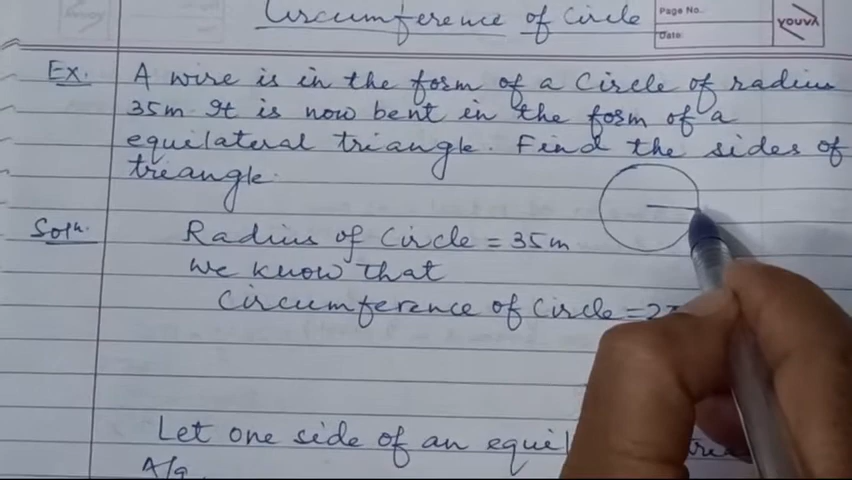 Circumference of Circle
Page No.
Date
YOUVA
Ex. A wire is in the form of a Circle of radius
35m. It is now bent in the form of a
equilateral triangle. Find the sides of
triangle.
Soln. Radius of Circle = 35m
We know that
Circumference of Circle = 2
Let one side of an equil
A/q